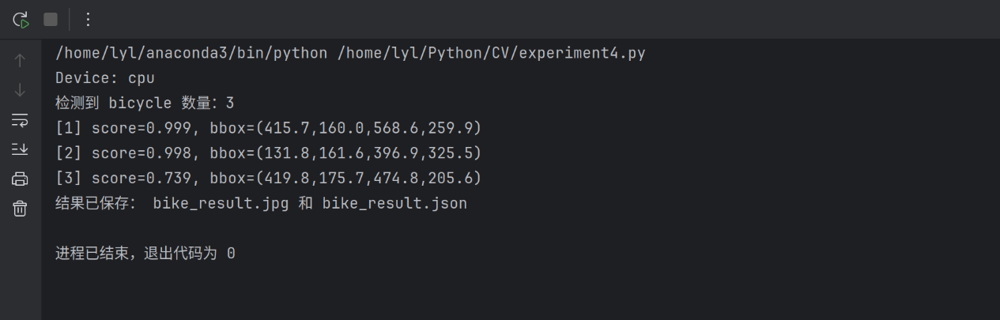 /home/lyl/anaconda3/bin/python /home/lyl/Python/CV/experiment4.py
Device: cpu
检测到 bicycle 数量：3
[1] score=0.999, bbox=(415.7,160.0,568.6,259.9)
[2] score=0.998, bbox=(131.8,161.6,396.9,325.5)
[3] score=0.739, bbox=(419.8,175.7,474.8,205.6)
结果已保存： bike_result.jpg 和 bike_result.json
进程已结束，退出代码为 0